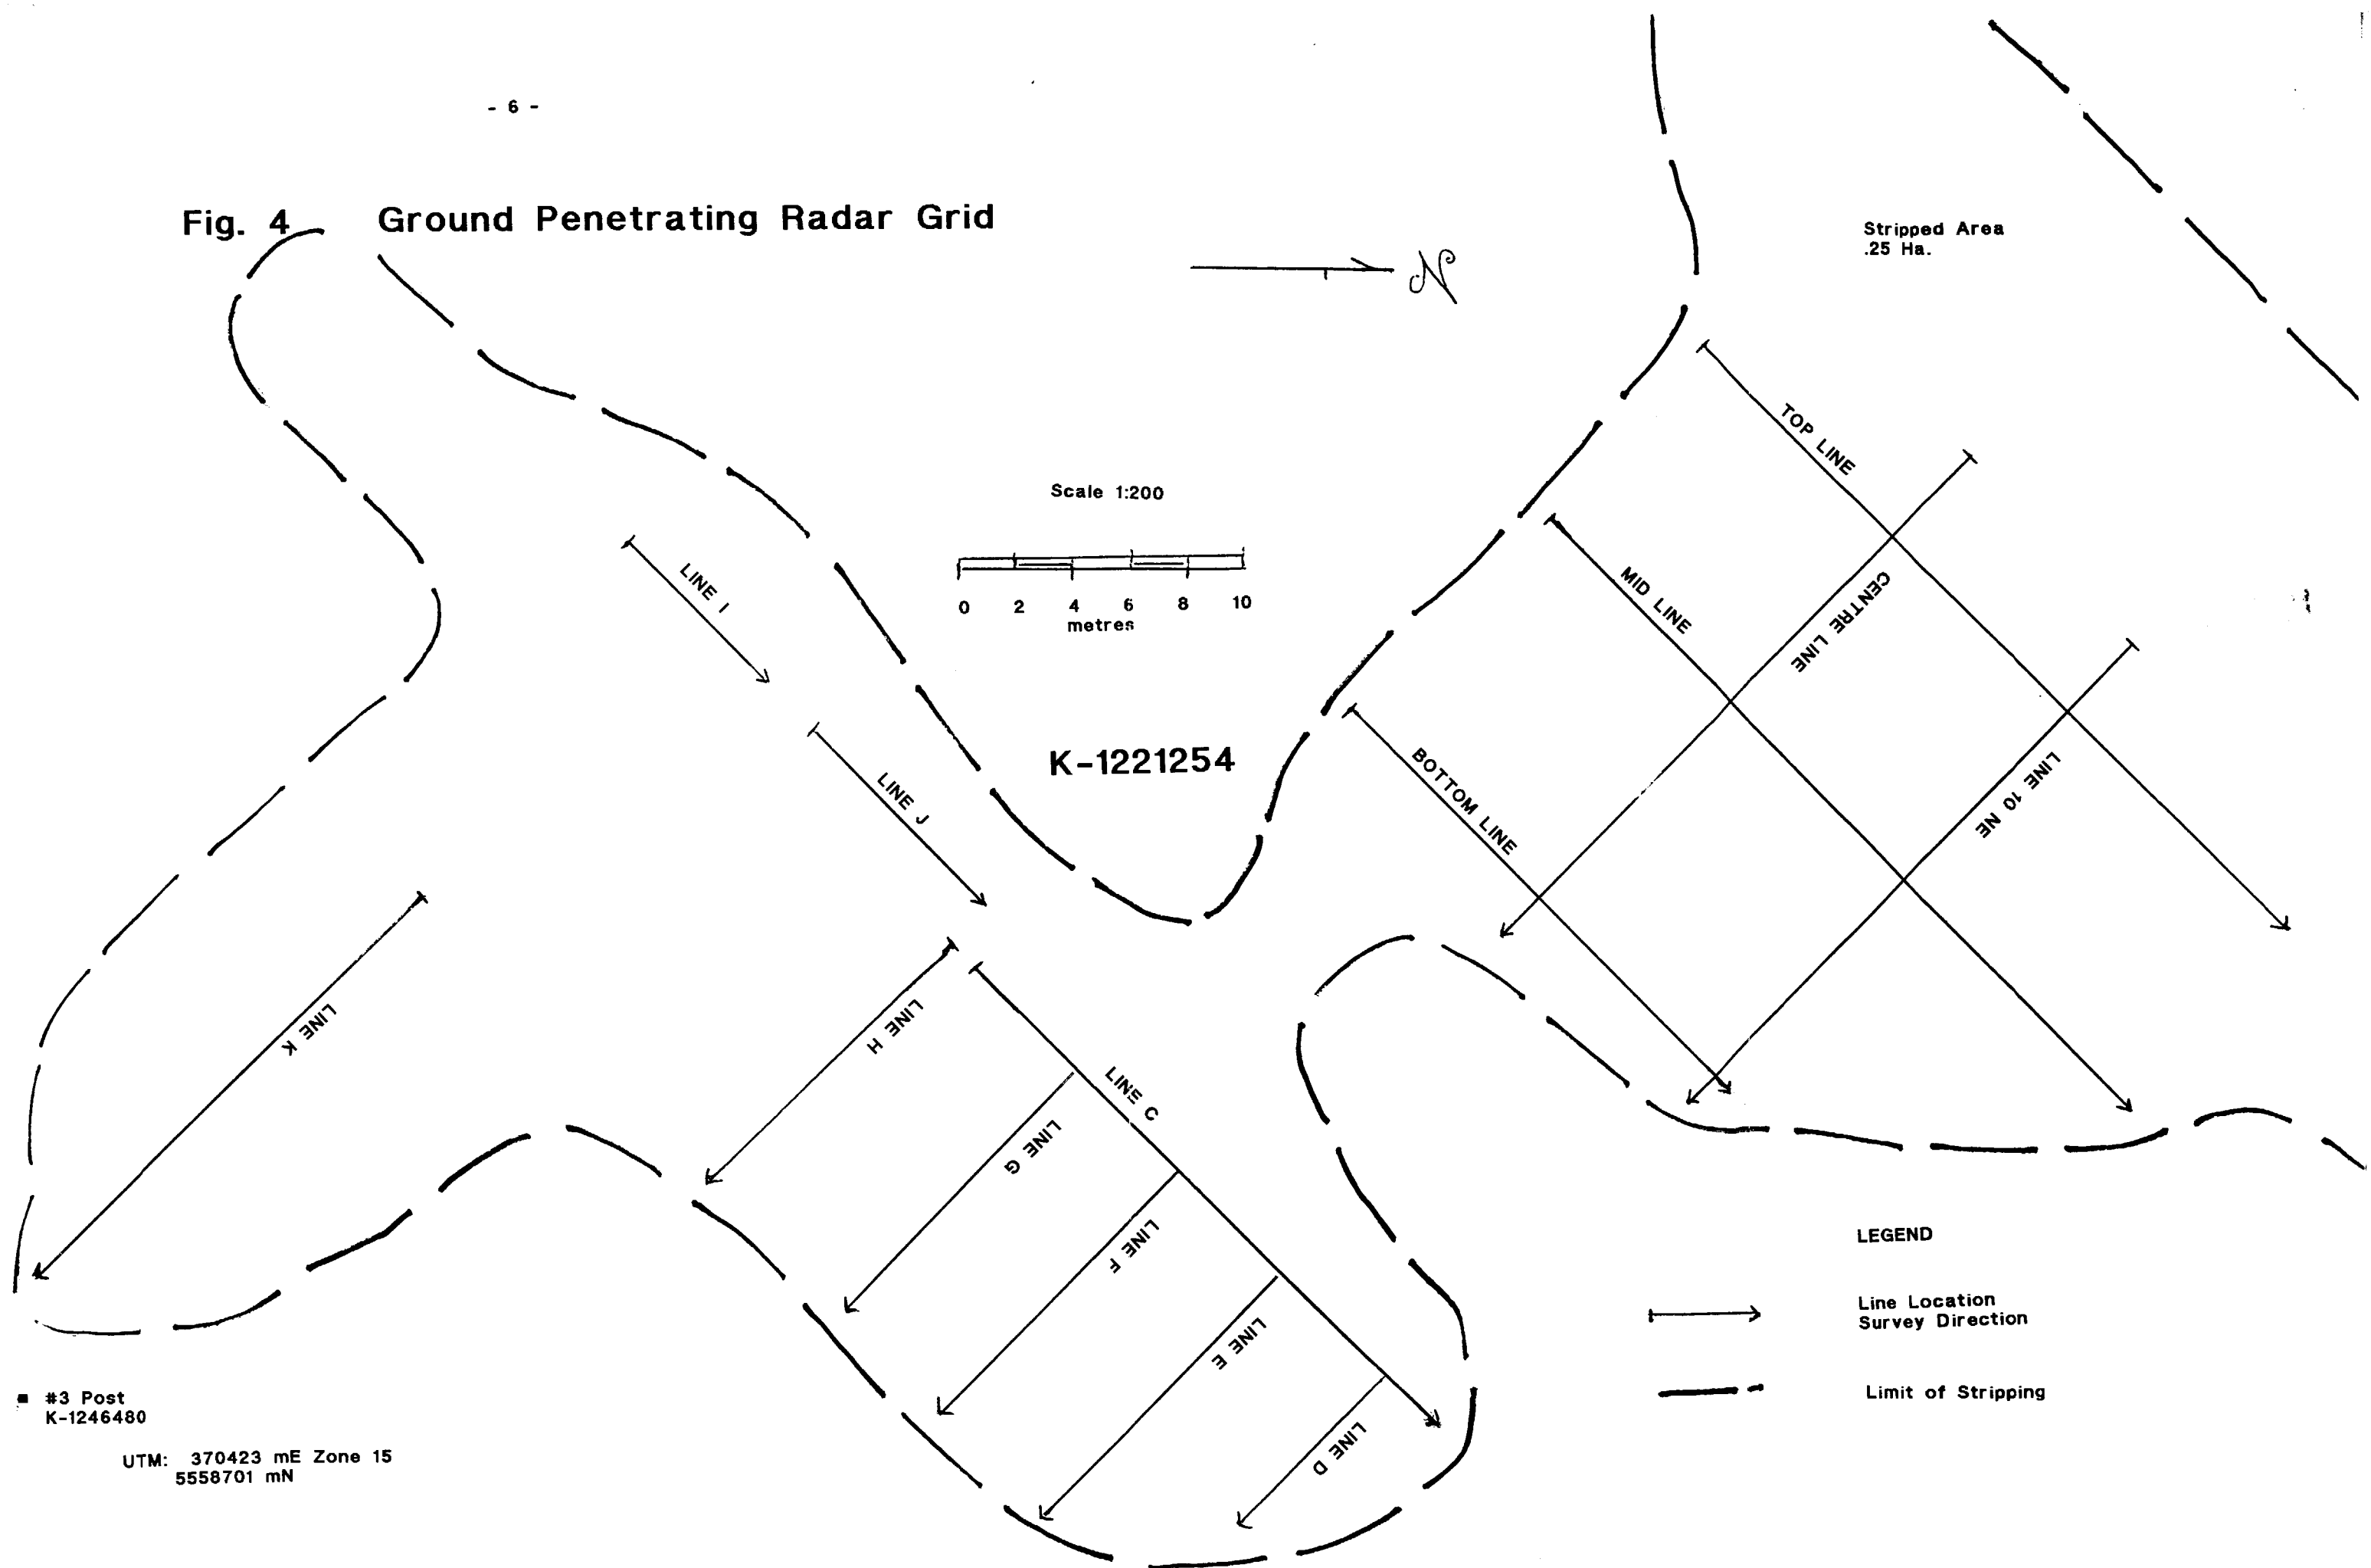 - 6 -
Fig. 4 Ground Penetrating Radar Grid
N
Stripped Area
.25 Ha.
TOP LINE
Scale 1:200
0 2 4 6 8 10
metres
LINE I
MID LINE
CENTRE LINE
LINE J
K-1221254
BOTTOM LINE
LINE 10 NE
LINE K
LINE H
LINE C
LINE G
LINE F
LINE E
LINE D
LEGEND
Line Location
Survey Direction
Limit of Stripping
#3 Post
K-1246480
UTM: 370423 mE Zone 15
5558701 mN